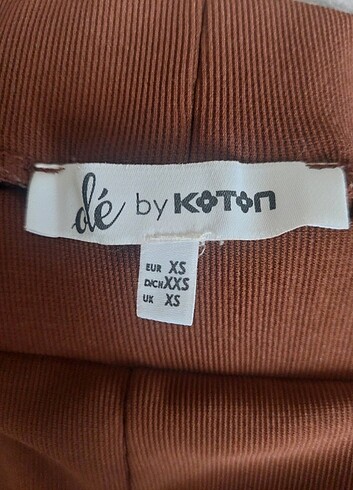 dé by KOTON
EUR XS
D/CH XXS
UK XS